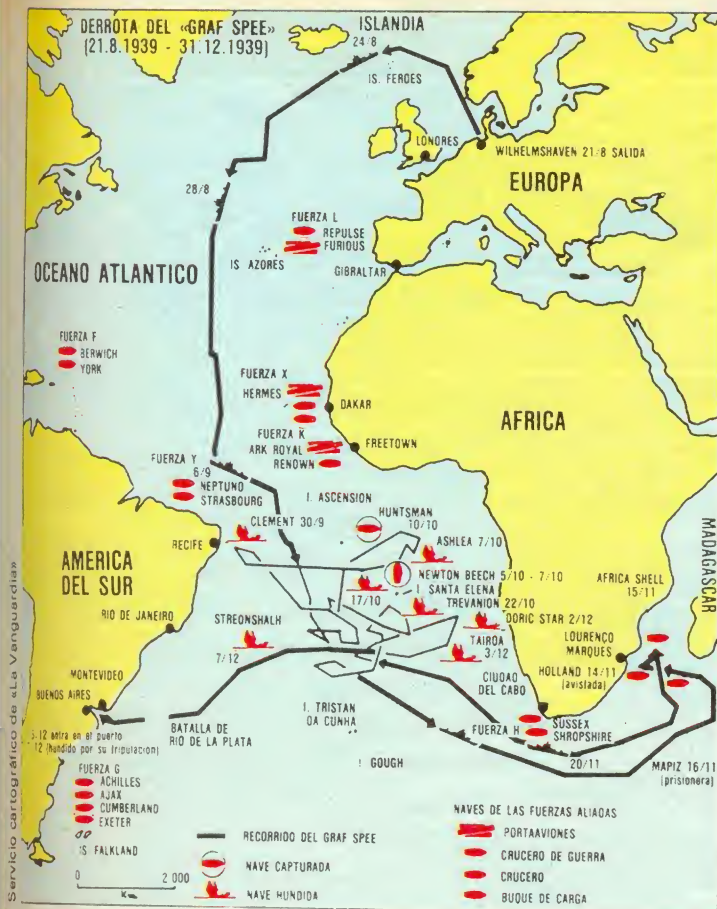 DERROTA DEL «GRAF SPEE»
(21.8.1939 - 31.12.1939)
ISLANDIA
24/8
IS. FEROES
LONRES
WILHELMSHAVEN 21/8 SALIDA
EUROPA
28/8
FUERZA L
REPULSE
FURIOUS
IS. AZORES
GIBRALTAR
OCEANO ATLANTICO
FUERZA F
BERWICH
YORK
FUERZA X
HERMES
DAKAR
AFRICA
FUERZA K
ARK ROYAL
RENOWN
FREETOWN
FUERZA Y
6/9
NEPTUNO
STRASBOURG
I. ASCENSION
HUNTSMAN
10/10
CLEMENT 30/9
RECIFE
ASHLEA 7/10
AMERICA
DEL SUR
NEWTON BEECH 5/10 - 7/10
I. SANTA ELENA
17/10
TREVANION 22/10
DORIC STAR 2/12
AFRICA SHELL
15/11
MADAGASCAR
RIO DE JANEIRO
STREONSHALH
7/12
TAIROA
3/12
LOURENÇO
MARQUES
HOLLAND 14/11
(avistada)
CIUDAD
DEL CABO
MONTEVIDEO
BUENOS AIRES
I. TRISTAN
DA CUNHA
FUERZA H
SUSSEX
SHROPSHIRE
BATALLA DE
RIO DE LA PLATA
.12 entra en el puerto
.12 (hundido por su tripulacion)
I GOUGH
20/11
MAPIZ 16/11
(prisionera)
FUERZA G
ACHILLES
AJAX
CUMBERLAND
EXETER
IS FALKLAND
0 2 000
Km
RECORRIDO DEL GRAF SPEE
NAVE CAPTURADA
NAVE HUNDIDA
NAVES DE LAS FUERZAS ALIADAS
PORTAAVIONES
CRUCERO DE GUERRA
CRUCERO
BUQUE DE CARGA
Servicio cartográfico de «La Vanguardia»